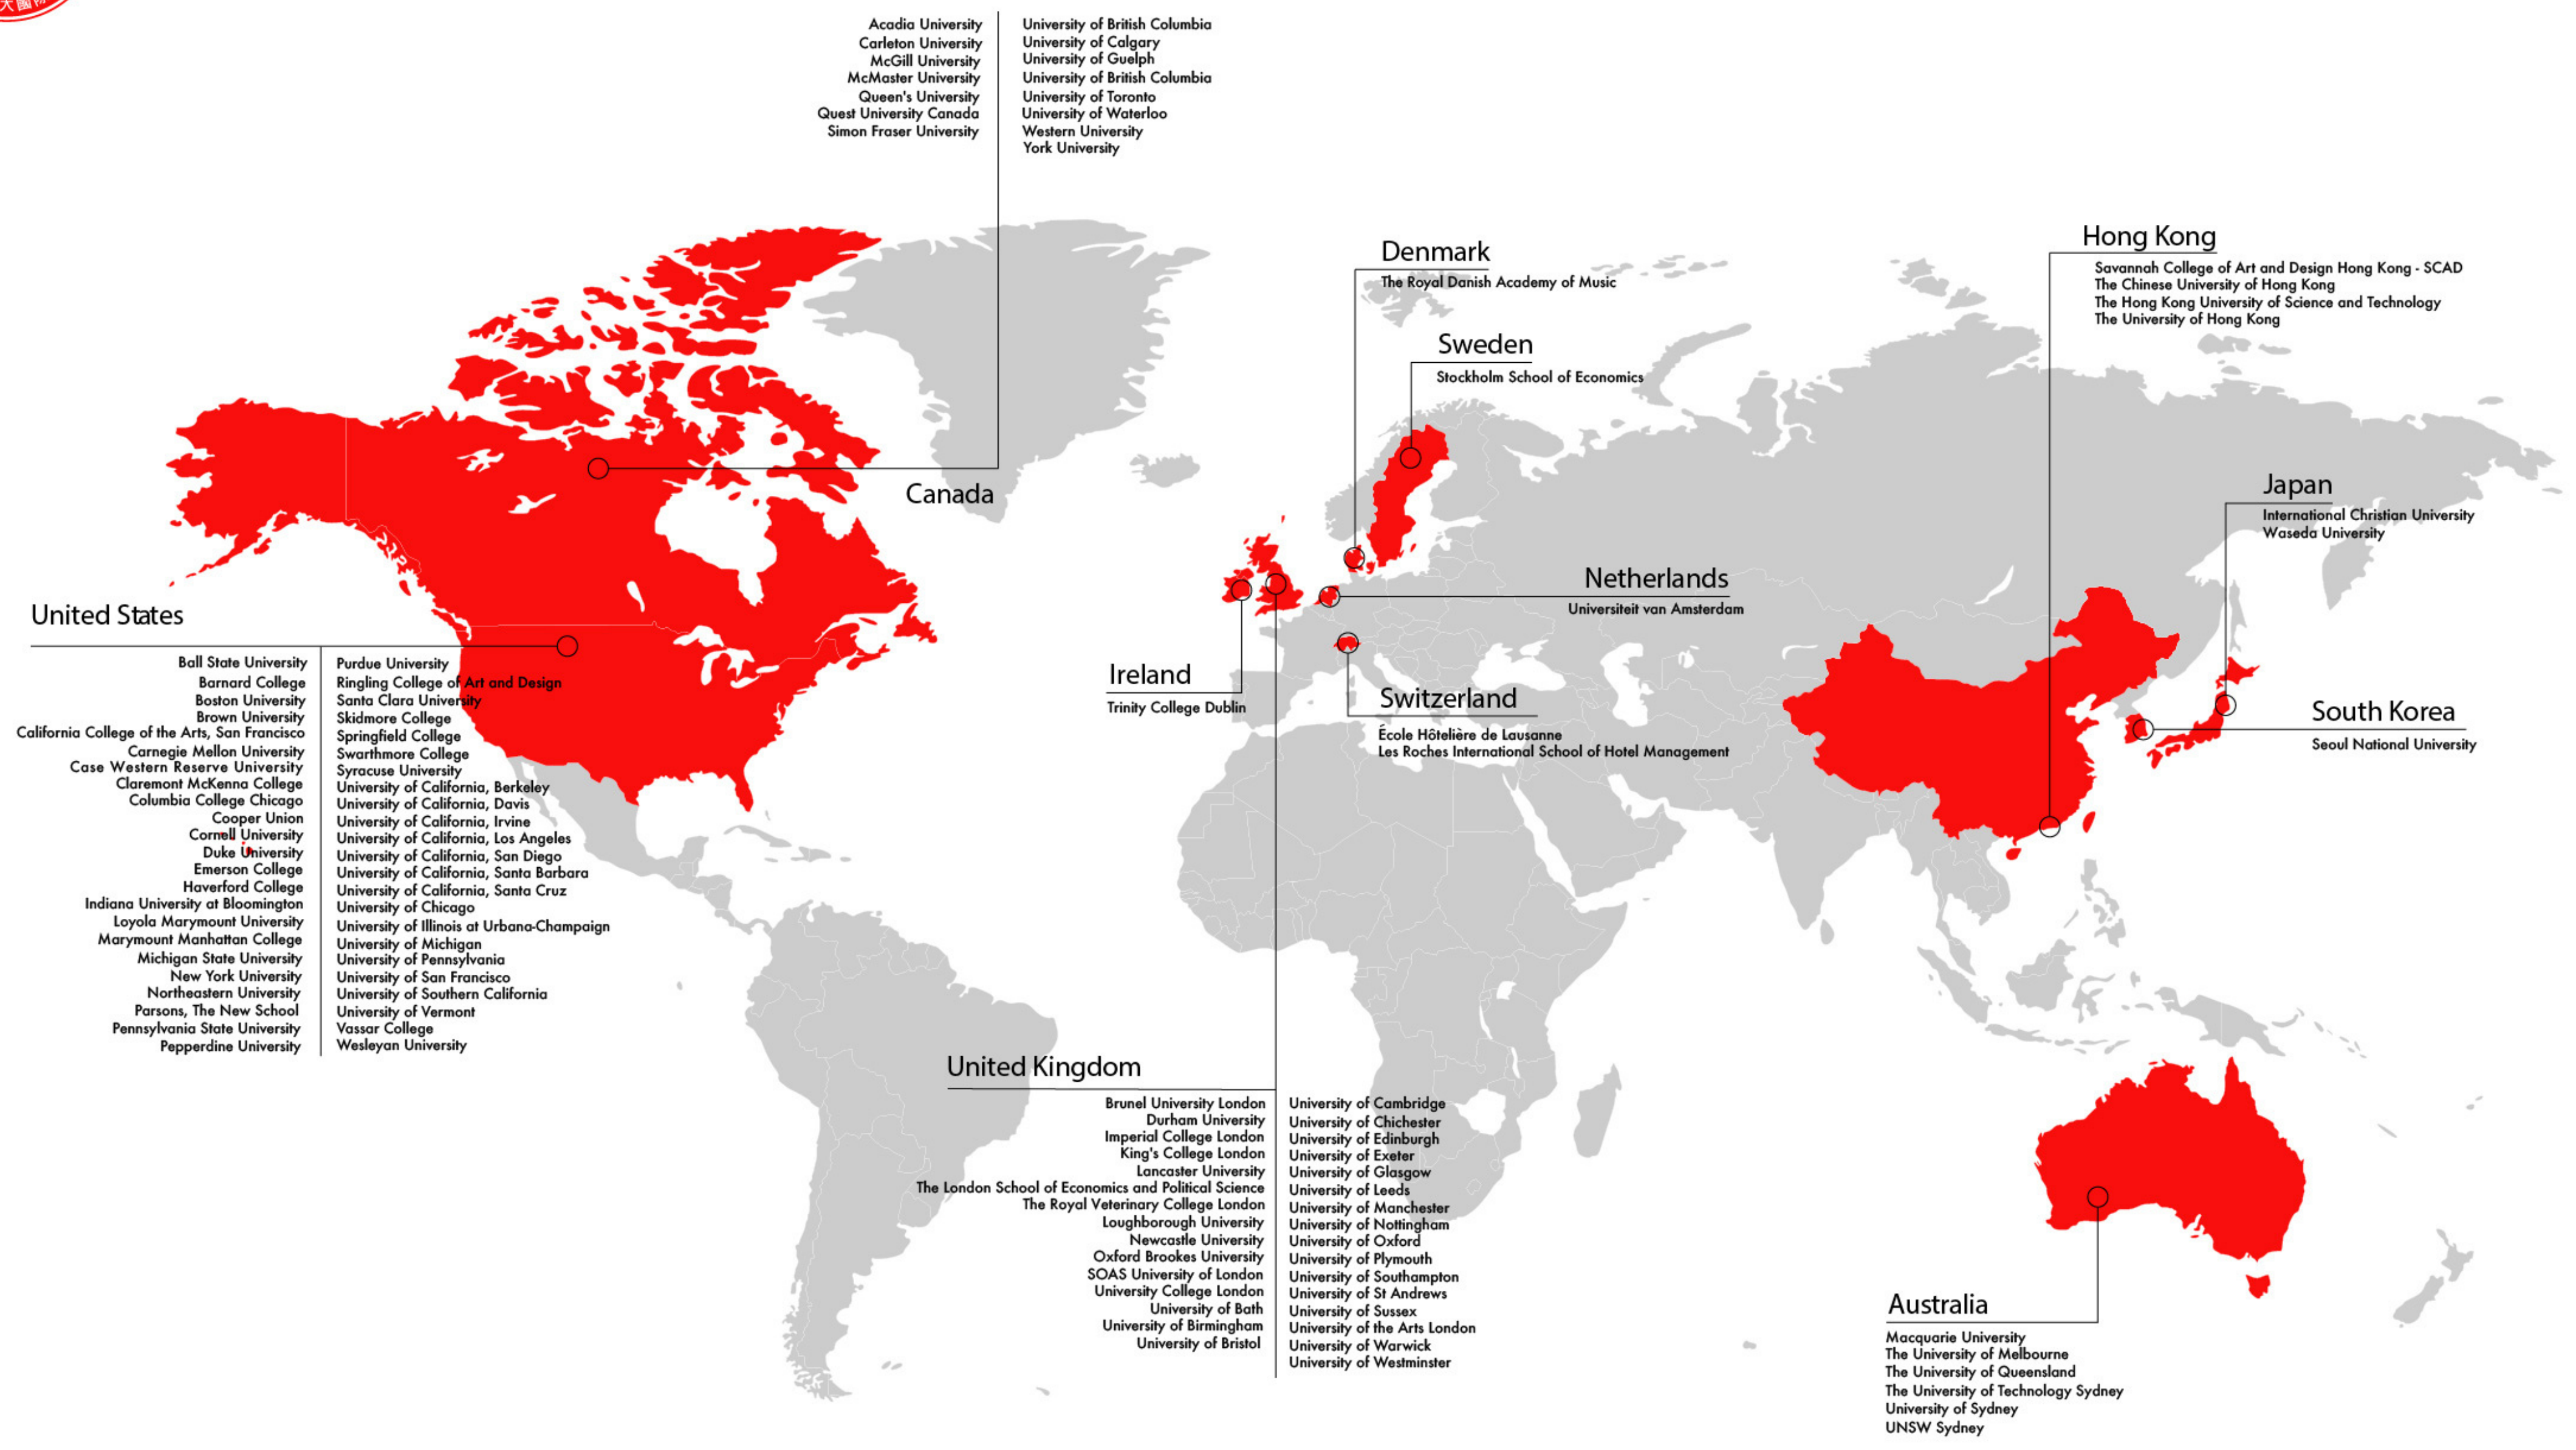 大國際
Acadia University
Carleton University
McGill University
McMaster University
Queen's University
Quest University Canada
Simon Fraser University
University of British Columbia
University of Calgary
University of Guelph
University of British Columbia
University of Toronto
University of Waterloo
Western University
York University
Canada
Denmark
The Royal Danish Academy of Music
Sweden
Stockholm School of Economics
Hong Kong
Savannah College of Art and Design Hong Kong - SCAD
The Chinese University of Hong Kong
The Hong Kong University of Science and Technology
The University of Hong Kong
Japan
International Christian University
Waseda University
Netherlands
Universiteit van Amsterdam
United States
Ball State University
Barnard College
Boston University
Brown University
California College of the Arts, San Francisco
Carnegie Mellon University
Case Western Reserve University
Claremont McKenna College
Columbia College Chicago
Cooper Union
Cornell University
Duke University
Emerson College
Haverford College
Indiana University at Bloomington
Loyola Marymount University
Marymount Manhattan College
Michigan State University
New York University
Northeastern University
Parsons, The New School
Pennsylvania State University
Pepperdine University
Purdue University
Ringling College of Art and Design
Santa Clara University
Skidmore College
Springfield College
Swarthmore College
Syracuse University
University of California, Berkeley
University of California, Davis
University of California, Irvine
University of California, Los Angeles
University of California, San Diego
University of California, Santa Barbara
University of California, Santa Cruz
University of Chicago
University of Illinois at Urbana-Champaign
University of Michigan
University of Pennsylvania
University of San Francisco
University of Southern California
University of Vermont
Vassar College
Wesleyan University
Ireland
Trinity College Dublin
Switzerland
École Hôtelière de Lausanne
Les Roches International School of Hotel Management
South Korea
Seoul National University
United Kingdom
Brunel University London
Durham University
Imperial College London
King's College London
Lancaster University
The London School of Economics and Political Science
The Royal Veterinary College London
Loughborough University
Newcastle University
Oxford Brookes University
SOAS University of London
University College London
University of Bath
University of Birmingham
University of Bristol
University of Cambridge
University of Chichester
University of Edinburgh
University of Exeter
University of Glasgow
University of Leeds
University of Manchester
University of Nottingham
University of Oxford
University of Plymouth
University of Southampton
University of St Andrews
University of Sussex
University of the Arts London
University of Warwick
University of Westminster
Australia
Macquarie University
The University of Melbourne
The University of Queensland
The University of Technology Sydney
University of Sydney
UNSW Sydney